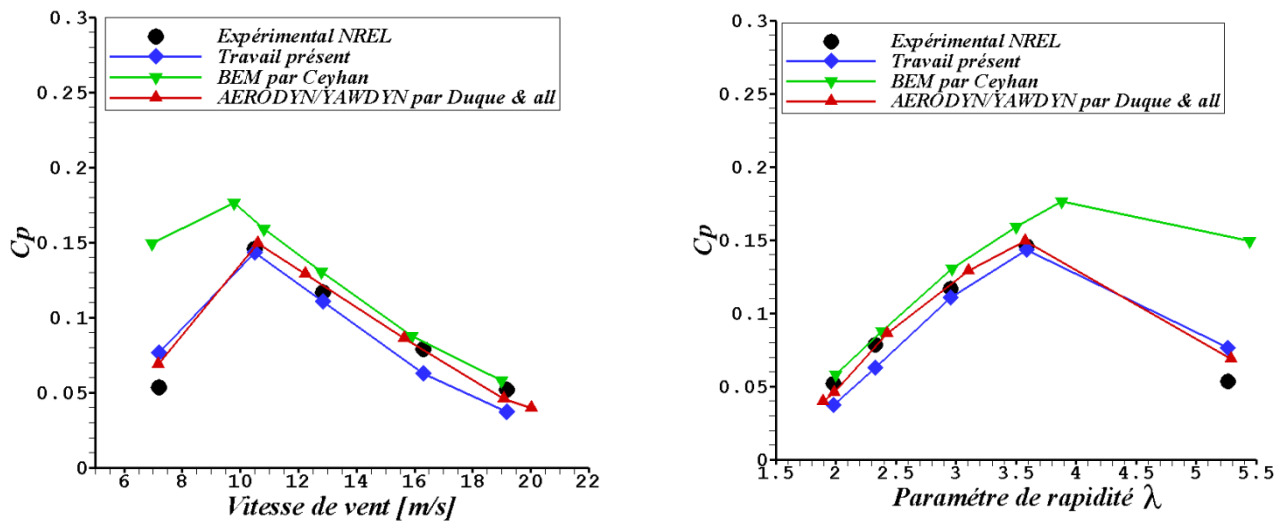 0.3
0.25
0.2
0.15
0.1
0.05
0
Cp
Expérimental NREL
Travail présent
BEM par Ceyhan
AERODYN/YAWDYN par Duque & all
6 8 10 12 14 16 18 20 22
Vitesse de vent [m/s]
0.3
0.25
0.2
0.15
0.1
0.05
0
Cp
Expérimental NREL
Travail présent
BEM par Ceyhan
AERODYN/YAWDYN par Duque & all
1.5 2 2.5 3 3.5 4 4.5 5 5.5
Paramétre de rapidité λ